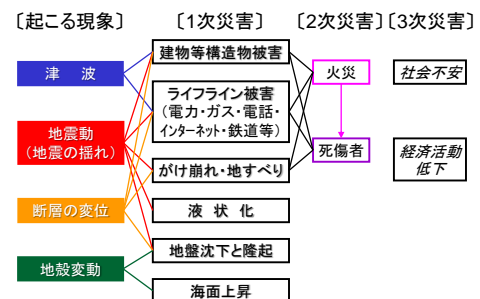 〔起こる現象〕 〔1次災害〕 〔2次災害〕 〔3次災害〕
津 波
地震動
(地震の揺れ)
断層の変位
地殻変動
建物等構造物被害
ライフライン被害
(電力・ガス・電話・
インターネット・鉄道等)
がけ崩れ・地すべり
液 状 化
地盤沈下と隆起
海面上昇
火災
死傷者
社会不安
経済活動
低下